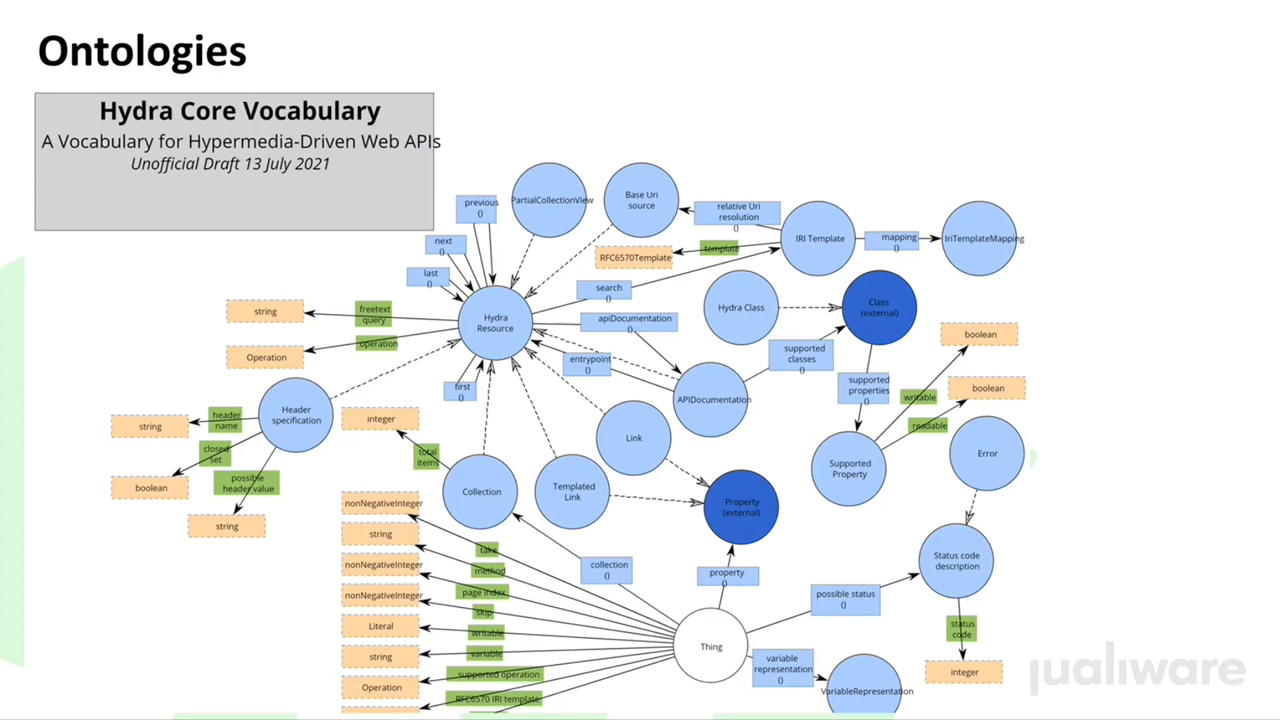 Ontologies
Hydra Core Vocabulary
A Vocabulary for Hypermedia-Driven Web APIs
Unofficial Draft 13 July 2021
previous
()
PartialCollectionView
Base Uri
source
relative Uri
resolution
()
IRI Template
mapping
()
IriTemplateMapping
next
()
template
RFC6570Template
last
()
search
()
Hydra Class
Class
(external)
string
freetext
query
Hydra
Resource
apiDocumentation
()
boolean
Operation
operation
entrypoint
()
supported
classes
()
first
()
APIDocumentation
supported
properties
()
writable
boolean
readable
Header
specification
header
name
string
integer
closed
set
total
items
Link
Supported
Property
Error
boolean
possible
header value
string
Collection
Templated
Link
Property
(external)
nonNegativeInteger
string
nonNegativeInteger
nonNegativeInteger
Literal
string
Operation
take
method
page index
skip
writable
variable
supported operation
RFC6570 IRI template
collection
()
property
()
Status code
description
possible status
()
Thing
status
code
variable
representation
()
integer
VariableRepresentation
qualiware